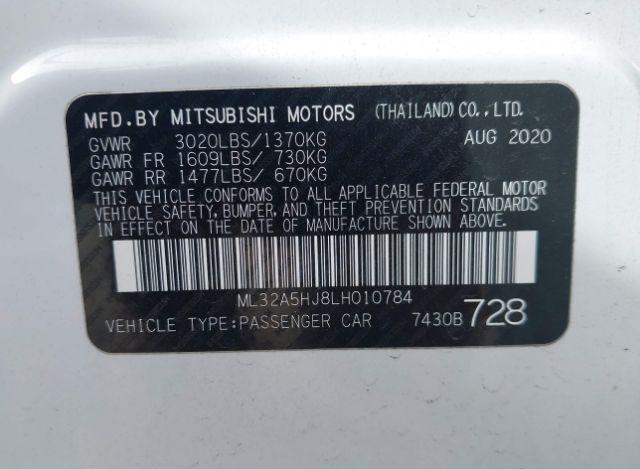 MFD.BY MITSUBISHI MOTORS (THAILAND)CO.,LTD.
GVWR 3020LBS/1370KG AUG 2020
GAWR FR 1609LBS/ 730KG
GAWR RR 1477LBS/ 670KG
THIS VEHICLE CONFORMS TO ALL APPLICABLE FEDERAL MOTOR
VEHICLE SAFETY, BUMPER, AND THEFT PREVENTION STANDARDS
IN EFFECT ON THE DATE OF MANUFACTURE SHOWN ABOVE.
ML32A5HJ8LH010784
VEHICLE TYPE:PASSENGER CAR 7430B 728